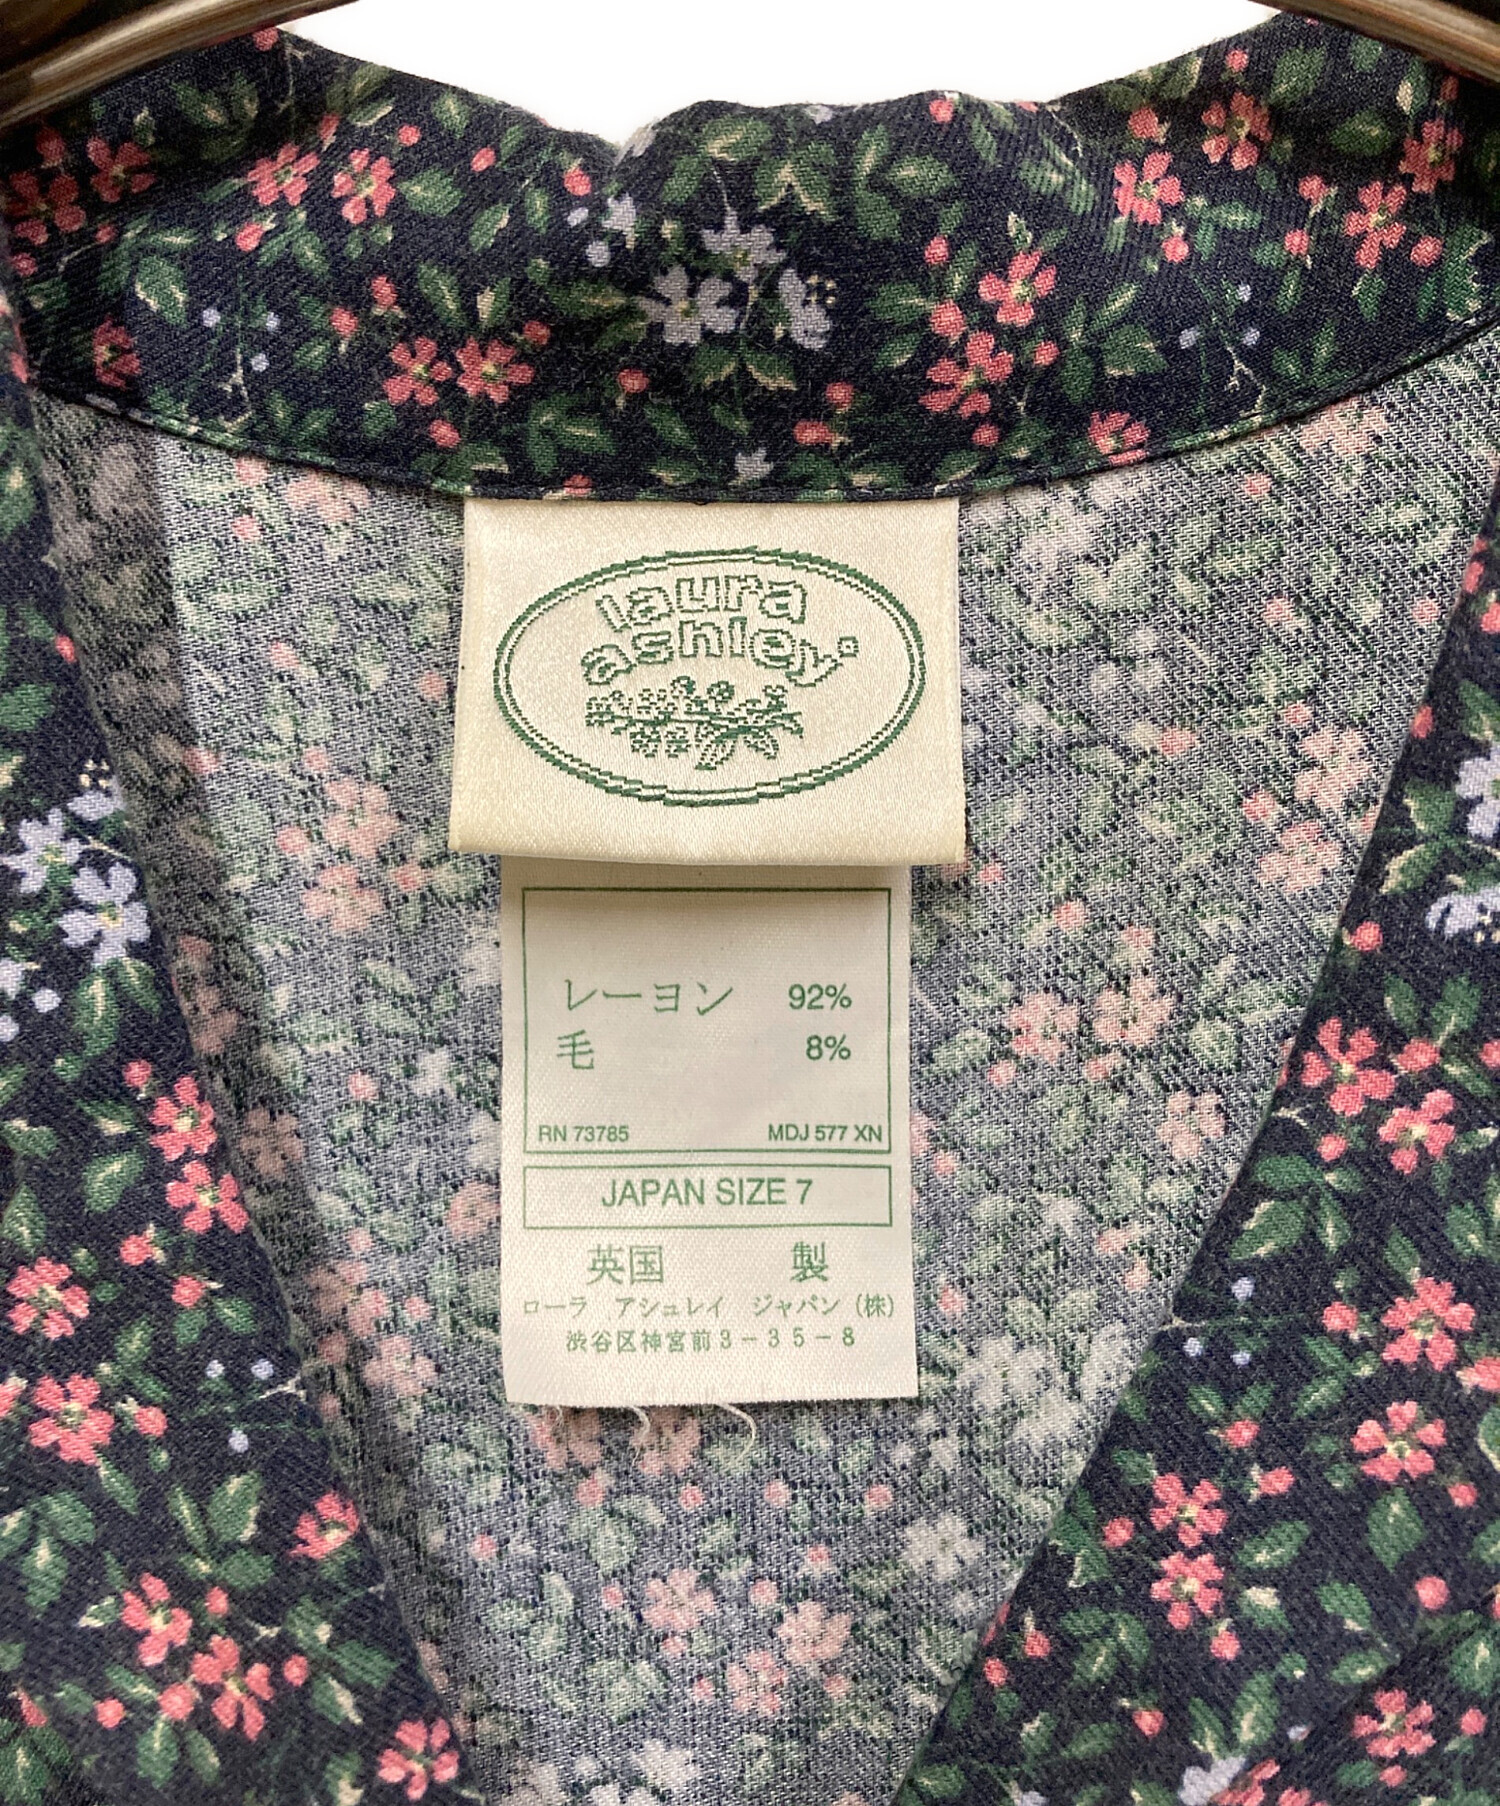 laura
ashley
レーヨン 92%
毛 8%
RN 73785 MDJ 577 XN
JAPAN SIZE 7
英国 製
ローラ アシュレイ ジャパン (株)
渋谷区神宮前3-35-8